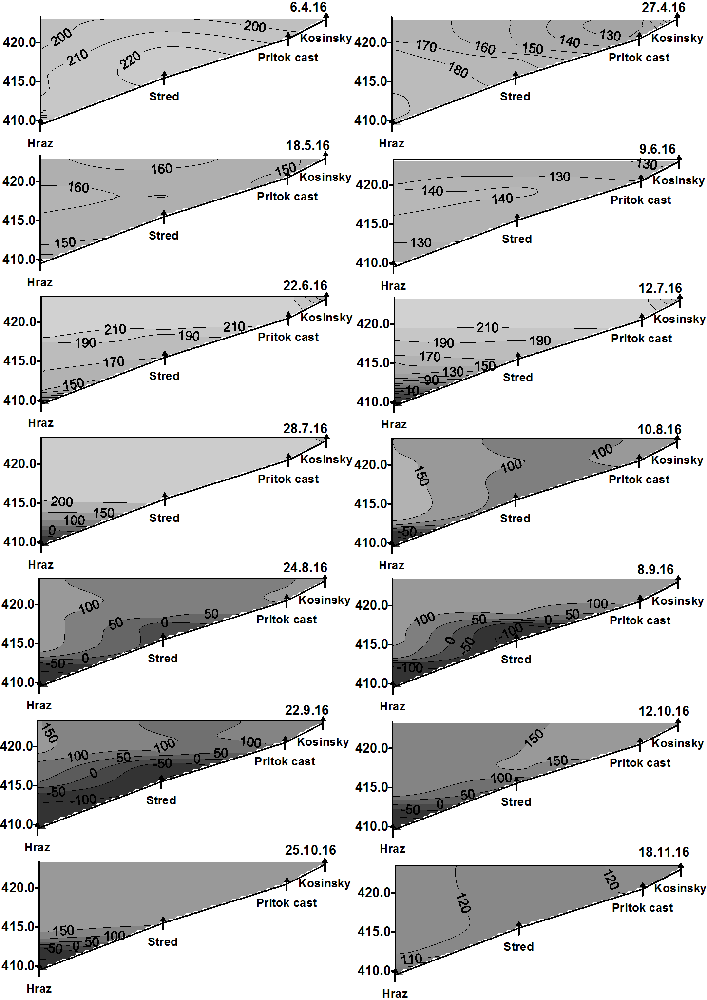 6.4.16
420.0
415.0
410.0
200
210
220
200
Kosinsky
Pritok cast
Stred
Hraz
27.4.16
420.0
415.0
410.0
170
160
150
140
130
180
Kosinsky
Pritok cast
Stred
Hraz
18.5.16
420.0
415.0
410.0
160
160
150
150
Kosinsky
Pritok cast
Stred
Hraz
9.6.16
420.0
415.0
410.0
130
130
140
140
130
Kosinsky
Pritok cast
Stred
Hraz
22.6.16
420.0
415.0
410.0
210
210
190
190
170
150
Kosinsky
Pritok cast
Stred
Hraz
12.7.16
420.0
415.0
410.0
210
190
190
170
150
130
90
-10
Kosinsky
Pritok cast
Stred
Hraz
28.7.16
420.0
415.0
410.0
200
150
100
0
Kosinsky
Pritok cast
Stred
Hraz
10.8.16
420.0
415.0
410.0
150
100
100
-50
Kosinsky
Pritok cast
Stred
Hraz
24.8.16
420.0
415.0
410.0
100
50
0
50
-50
0
Kosinsky
Pritok cast
Stred
Hraz
8.9.16
420.0
415.0
410.0
100
50
0
-50
-100
0
50
100
-100
Kosinsky
Pritok cast
Stred
Hraz
22.9.16
420.0
415.0
410.0
150
100
100
100
50
50
0
0
-50
-50
-100
Kosinsky
Pritok cast
Stred
Hraz
12.10.16
420.0
415.0
410.0
150
150
100
50
0
-50
Kosinsky
Pritok cast
Stred
Hraz
25.10.16
420.0
415.0
410.0
150
100
50
0
-50
Kosinsky
Pritok cast
Stred
Hraz
18.11.16
420.0
415.0
410.0
120
120
110
Kosinsky
Pritok cast
Stred
Hraz